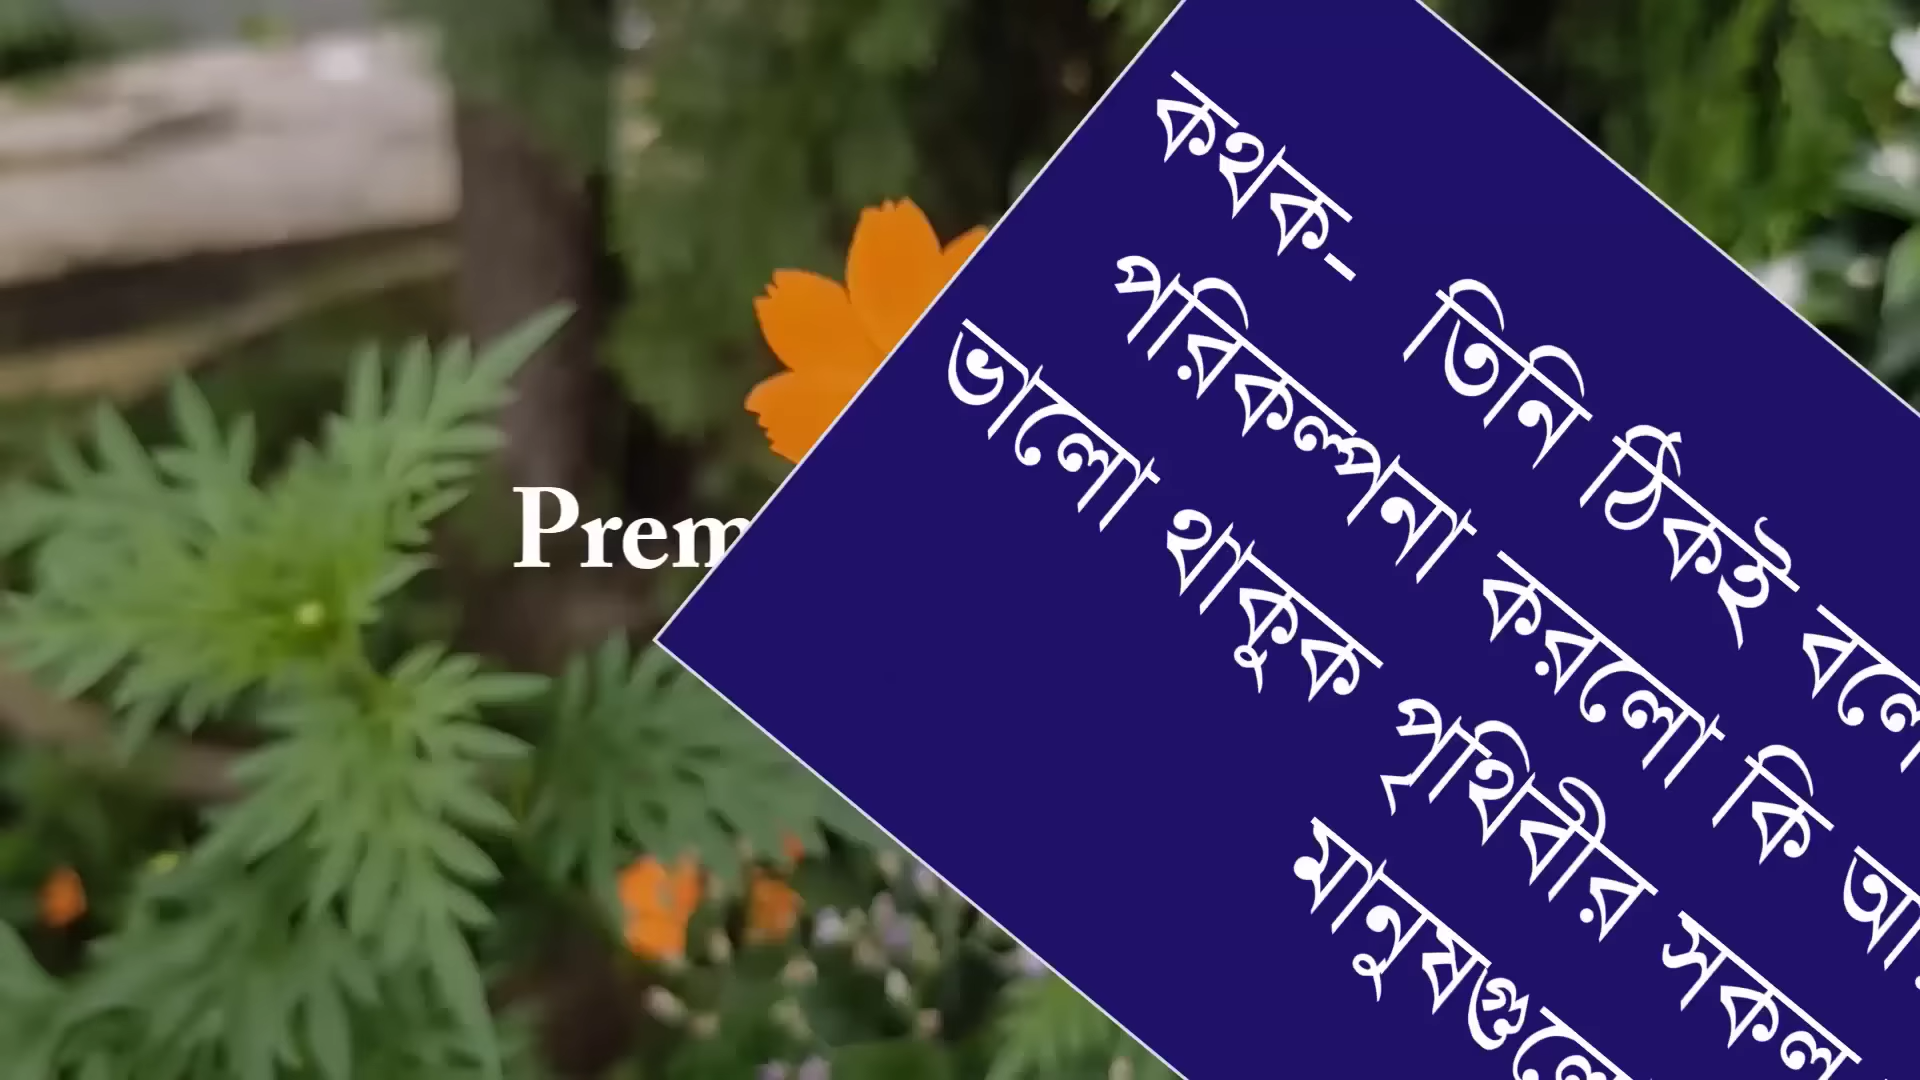 Prem
কথক- তিনি ঠিকই বলে
পরিকল্পনা করলো কি
ভালো থাকুক পৃথিবীর সকল
মানুষগুলো